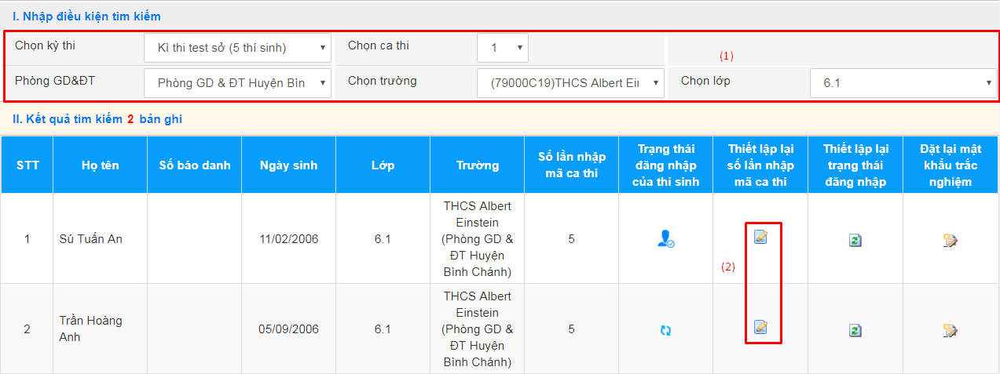 I. Nhập điều kiện tìm kiếm
Chọn kỳ thi
Kì thi test sở (5 thí sinh)
Chọn ca thi
1
(1)
Phòng GD&ĐT
Phòng GD & ĐT Huyện Bìn
Chọn trường
(79000C19)THCS Albert Ein
Chọn lớp
6.1
II. Kết quả tìm kiếm 2 bản ghi
STT
Họ tên
Số báo danh
Ngày sinh
Lớp
Trường
Số lần nhập
mã ca thi
Trạng thái
đăng nhập
của thí sinh
Thiết lập lại
số lần nhập
mã ca thi
Thiết lập lại
trạng thái
đăng nhập
Đặt lại mật
khẩu trắc
nghiệm
1
Sú Tuấn An
11/02/2006
6.1
THCS Albert
Einstein
(Phòng GD &
ĐT Huyện
Bình Chánh)
5
(2)
2
Trần Hoàng
Anh
05/09/2006
6.1
THCS Albert
Einstein
(Phòng GD &
ĐT Huyện
Bình Chánh)
5